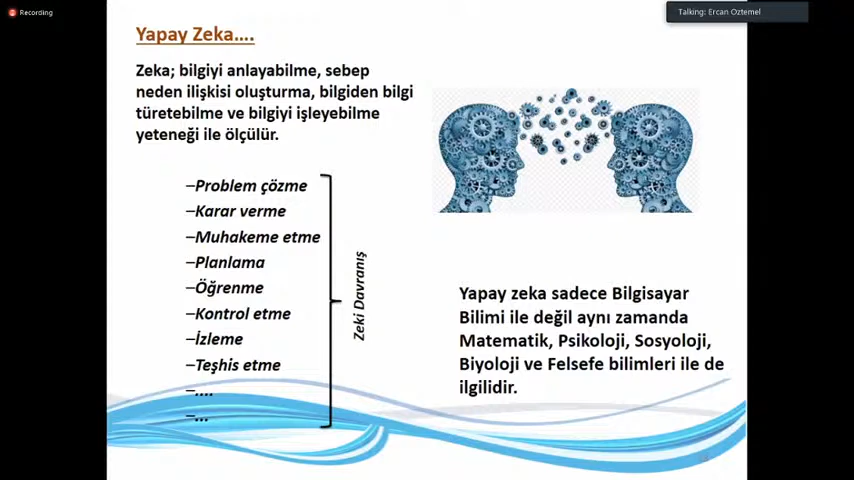 Recording
Talking: Ercan Oztemel
Yapay Zeka....
Zeka; bilgiyi anlayabilme, sebep
neden ilişkisi oluşturma, bilgiden bilgi
türetebilme ve bilgiyi işleyebilme
yeteneği ile ölçülür.
–Problem çözme
–Karar verme
–Muhakeme etme
–Planlama
–Öğrenme
–Kontrol etme
–İzleme
–Teşhis etme
–....
–...
Zeki Davranış
Yapay zeka sadece Bilgisayar
Bilimi ile değil aynı zamanda
Matematik, Psikoloji, Sosyoloji,
Biyoloji ve Felsefe bilimleri ile de
ilgilidir.